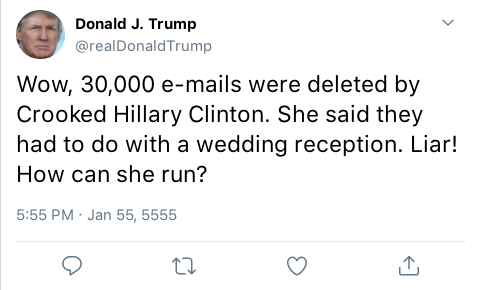 Donald J. Trump
@realDonaldTrump
Wow, 30,000 e-mails were deleted by
Crooked Hillary Clinton. She said they
had to do with a wedding reception. Liar!
How can she run?
5:55 PM · Jan 55, 5555